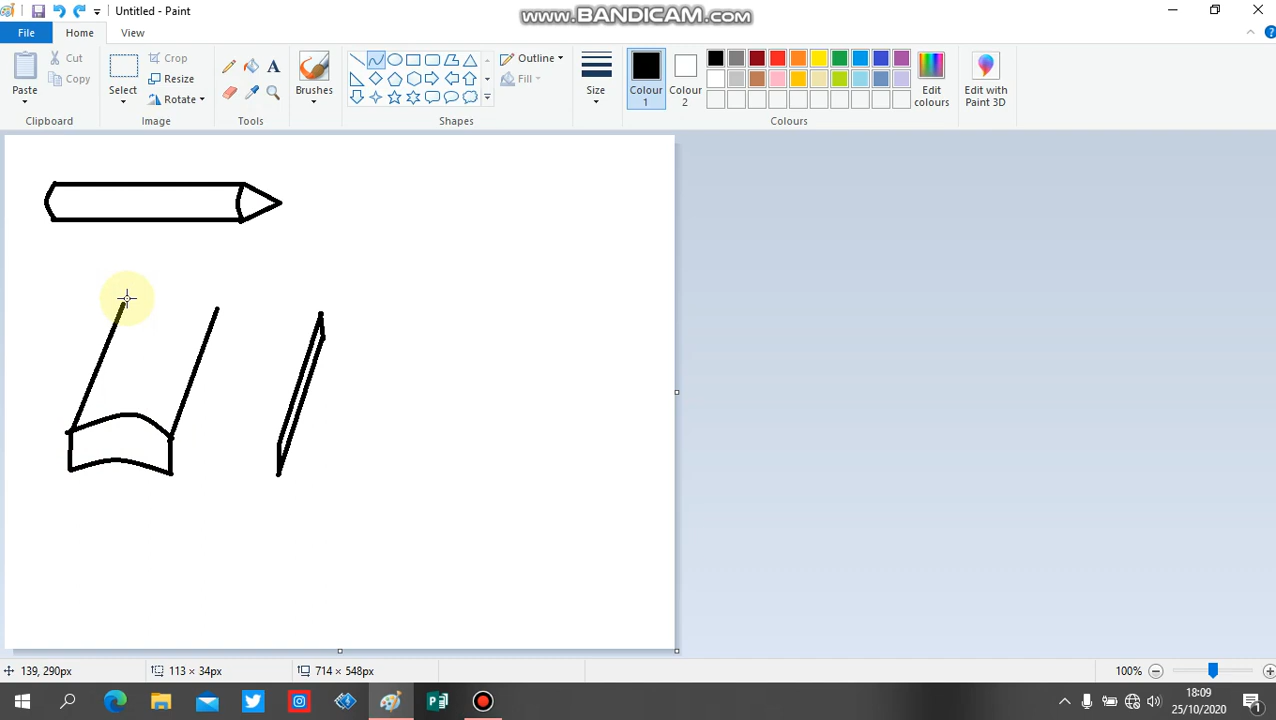 Untitled - Paint
www.BANDICAM.com
File
Home
View
Paste
Cut
Copy
Clipboard
Select
Crop
Resize
Rotate
Image
A
Tools
Brushes
Outline
Fill
Shapes
Size
Colour 1
Colour 2
Edit colours
Colours
Edit with Paint 3D
139, 290px
113 × 34px
714 × 548px
100%
18:09
25/10/2020
1